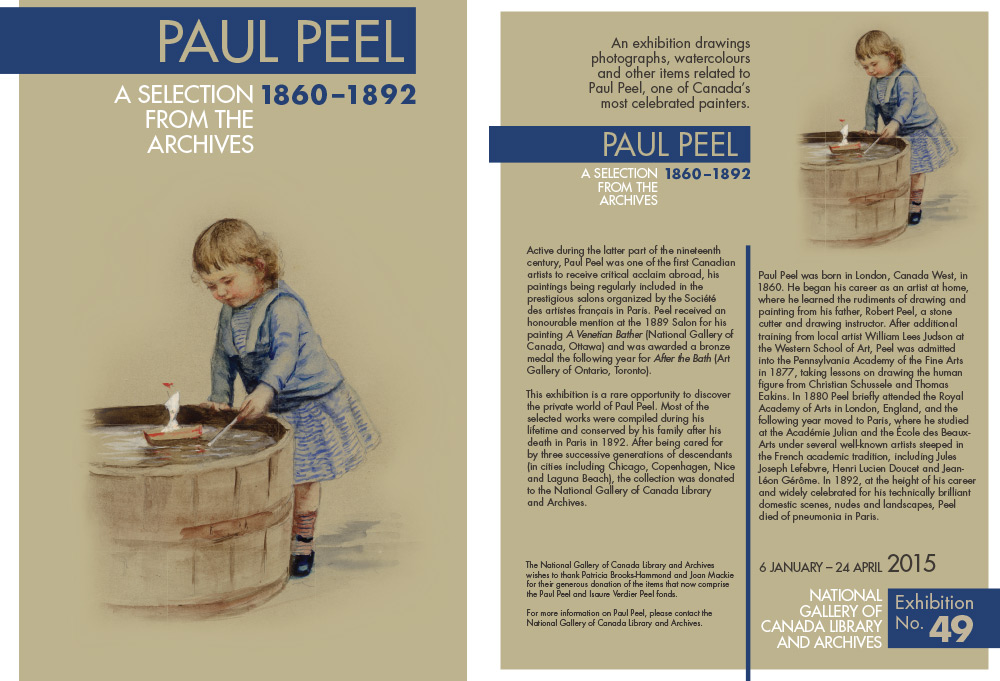 PAUL PEEL
A SELECTION 1860–1892
FROM THE
ARCHIVES
An exhibition drawings
photographs, watercolours
and other items related to
Paul Peel, one of Canada's
most celebrated painters.
PAUL PEEL
A SELECTION 1860–1892
FROM THE
ARCHIVES
Active during the latter part of the nineteenth
century, Paul Peel was one of the first Canadian
artists to receive critical acclaim abroad, his
paintings being regularly included in the
prestigious salons organized by the Société
des artistes français in Paris. Peel received an
honourable mention at the 1889 Salon for his
painting A Venetian Bather (National Gallery of
Canada, Ottawa) and was awarded a bronze
medal the following year for After the Bath (Art
Gallery of Ontario, Toronto).
This exhibition is a rare opportunity to discover
the private world of Paul Peel. Most of the
selected works were compiled during his
lifetime and conserved by his family after his
death in Paris in 1892. After being cared for
by three successive generations of descendants
(in cities including Chicago, Copenhagen, Nice
and Laguna Beach), the collection was donated
to the National Gallery of Canada Library
and Archives.
The National Gallery of Canada Library and Archives
wishes to thank Patricia Brooks-Hammond and Joan Mackie
for their generous donation of the items that now comprise
the Paul Peel and Isaure Verdier Peel fonds.
For more information on Paul Peel, please contact the
National Gallery of Canada Library and Archives.
Paul Peel was born in London, Canada West, in
1860. He began his career as an artist at home,
where he learned the rudiments of drawing and
painting from his father, Robert Peel, a stone
cutter and drawing instructor. After additional
training from local artist William Lees Judson at
the Western School of Art, Peel was admitted
into the Pennsylvania Academy of the Fine Arts
in 1877, taking lessons on drawing the human
figure from Christian Schussele and Thomas
Eakins. In 1880 Peel briefly attended the Royal
Academy of Arts in London, England, and the
following year moved to Paris, where he studied
at the Académie Julian and the École des Beaux-
Arts under several well-known artists steeped in
the French academic tradition, including Jules
Joseph Lefebvre, Henri Lucien Doucet and Jean-
Léon Gérôme. In 1892, at the height of his career
and widely celebrated for his technically brilliant
domestic scenes, nudes and landscapes, Peel
died of pneumonia in Paris.
6 JANUARY – 24 APRIL 2015
NATIONAL
GALLERY OF
CANADA LIBRARY
AND ARCHIVES
Exhibition
No. 49